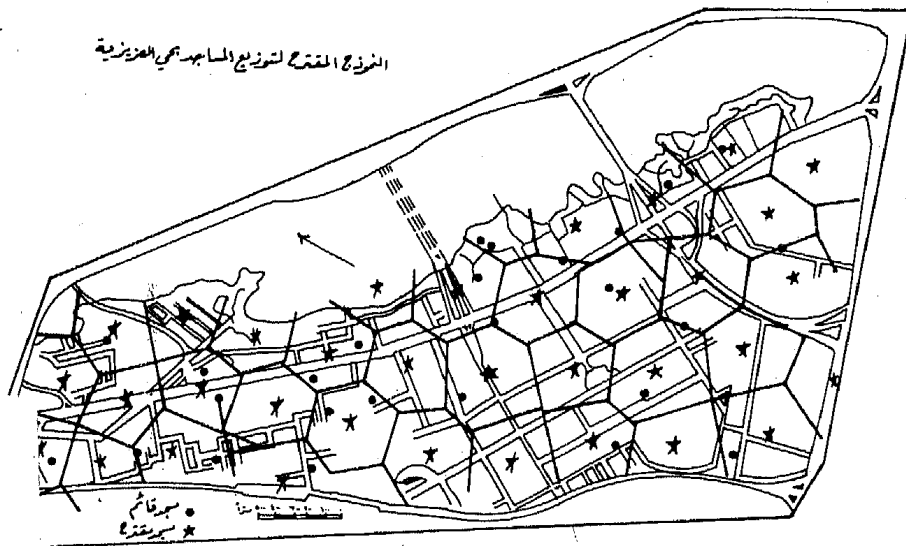 النموذج المقترح لتوزيع المساجد بحي العزيزية
مسجد قائم
مسجد مقترح